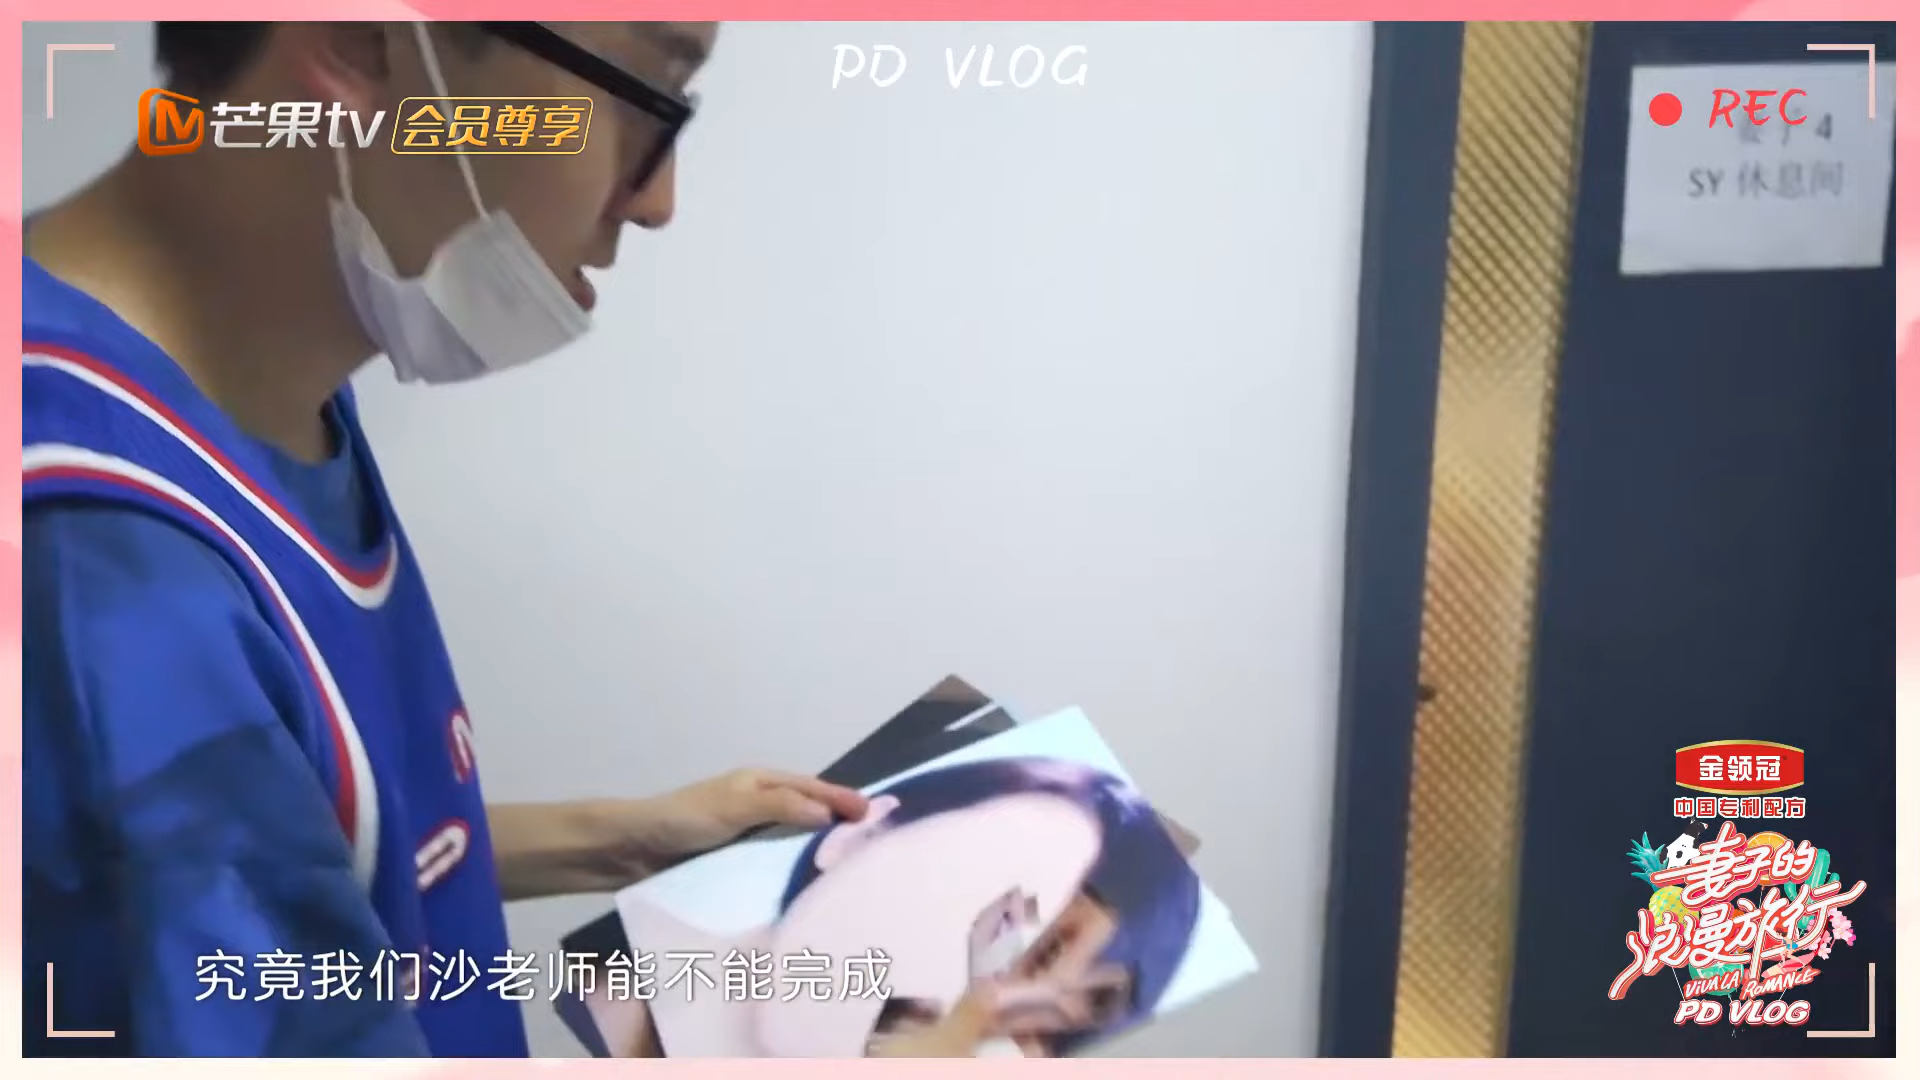 PD VLOG
芒果tv 会员尊享
REC
4
SY 休息间
金领冠
中国专利配方
妻子的
浪漫旅行
VIVA LA ROMANCE
PD VLOG
究竟我们沙老师能不能完成